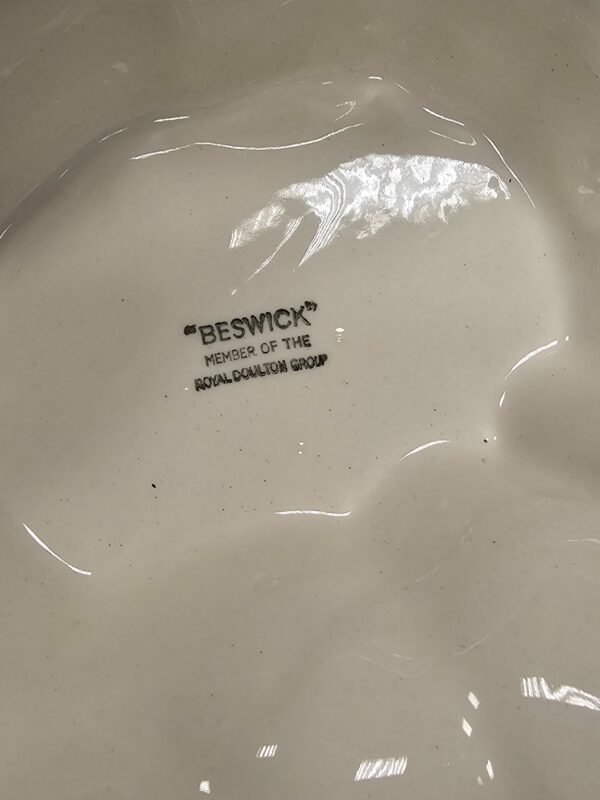 "BESWICK"
MEMBER OF THE
ROYAL DOULTON GROUP